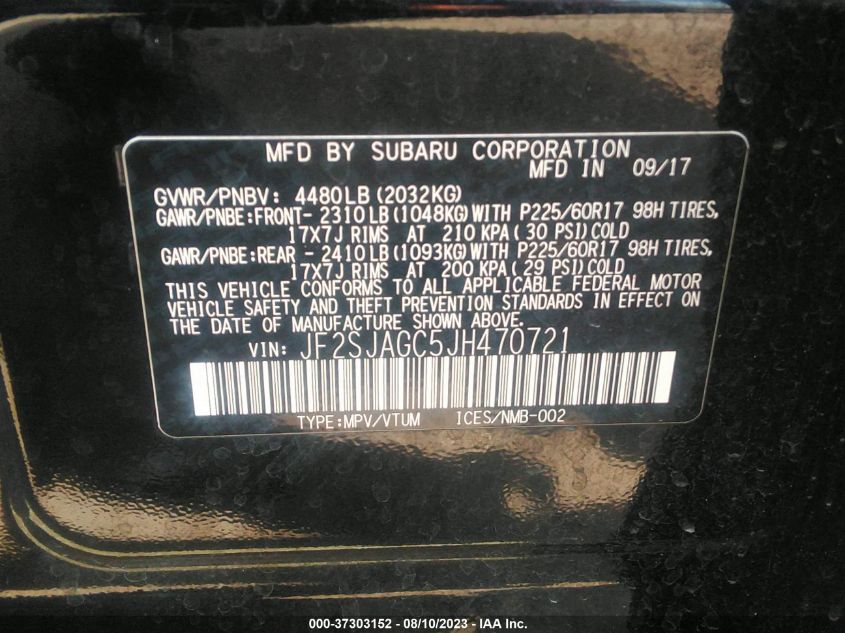 MFD BY SUBARU CORPORATION
MFD IN 09/17
GVWR/PNBV: 4480LB(2032KG)
GAWR/PNBE:FRONT- 2310LB(1048KG)WITH P225/60R17 98H TIRES,
17X7J RIMS AT 210 KPA( 30 PSI)COLD
GAWR/PNBE:REAR - 2410LB(1093KG)WITH P225/60R17 98H TIRES,
17X7J RIMS AT 200 KPA( 29 PSI)COLD
THIS VEHICLE CONFORMS TO ALL APPLICABLE FEDERAL MOTOR
VEHICLE SAFETY AND THEFT PREVENTION STANDARDS IN EFFECT ON
THE DATE OF MANUFACTURE SHOWN ABOVE.
VIN: JF2SJAGC5JH470721
TYPE:MPV/VTUM ICES/NMB-002
000-37303152 - 08/10/2023 - IAA Inc.